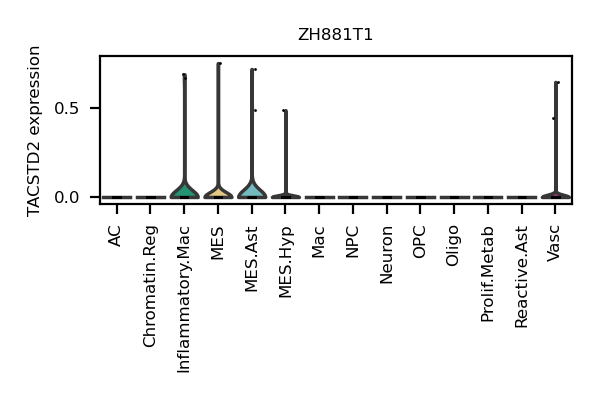 ZH881T1
TACSTD2 expression
0.5
0.0
AC
Chromatin.Reg
Inflammatory.Mac
MES
MES.Ast
MES.Hyp
Mac
NPC
Neuron
OPC
Oligo
Prolif.Metab
Reactive.Ast
Vasc